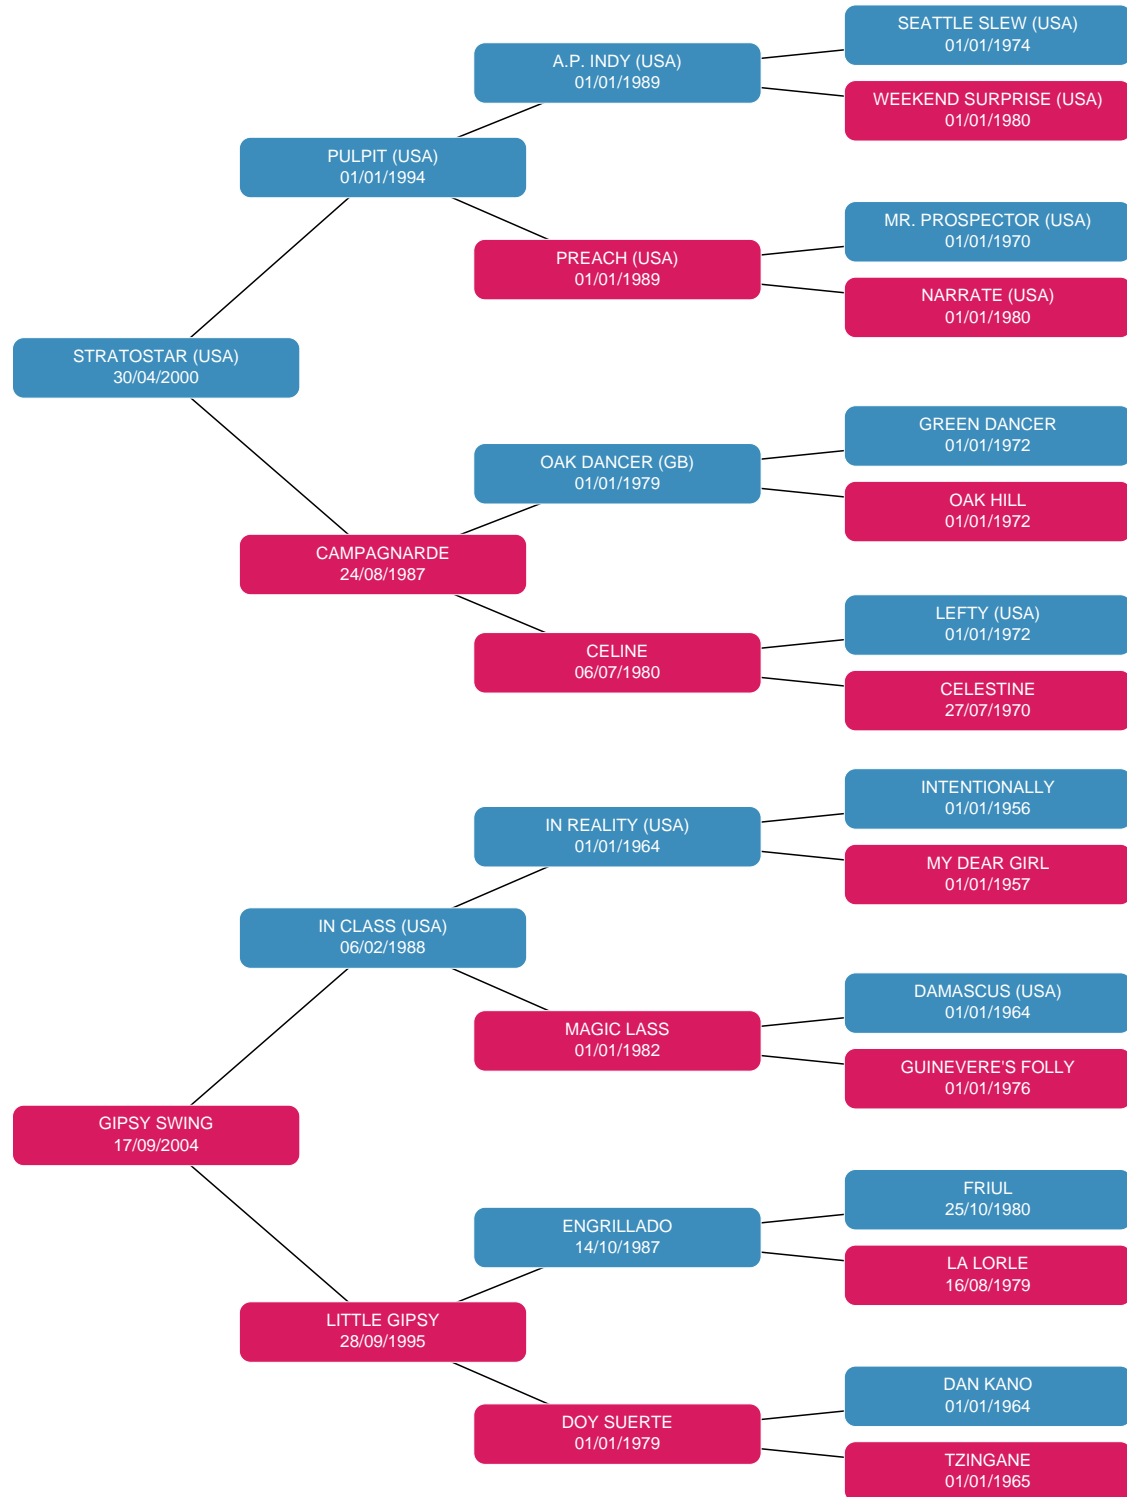 SEATTLE SLEW (USA)
01/01/1974
A.P. INDY (USA)
01/01/1989
WEEKEND SURPRISE (USA)
01/01/1980
PULPIT (USA)
01/01/1994
MR. PROSPECTOR (USA)
01/01/1970
PREACH (USA)
01/01/1989
NARRATE (USA)
01/01/1980
STRATOSTAR (USA)
30/04/2000
GREEN DANCER
01/01/1972
OAK DANCER (GB)
01/01/1979
OAK HILL
01/01/1972
CAMPAGNARDE
24/08/1987
LEFTY (USA)
01/01/1972
CELINE
06/07/1980
CELESTINE
27/07/1970
INTENTIONALLY
01/01/1956
IN REALITY (USA)
01/01/1964
MY DEAR GIRL
01/01/1957
IN CLASS (USA)
06/02/1988
DAMASCUS (USA)
01/01/1964
MAGIC LASS
01/01/1982
GUINEVERE'S FOLLY
01/01/1976
GIPSY SWING
17/09/2004
FRIUL
25/10/1980
ENGRILLADO
14/10/1987
LA LORLE
16/08/1979
LITTLE GIPSY
28/09/1995
DAN KANO
01/01/1964
DOY SUERTE
01/01/1979
TZINGANE
01/01/1965